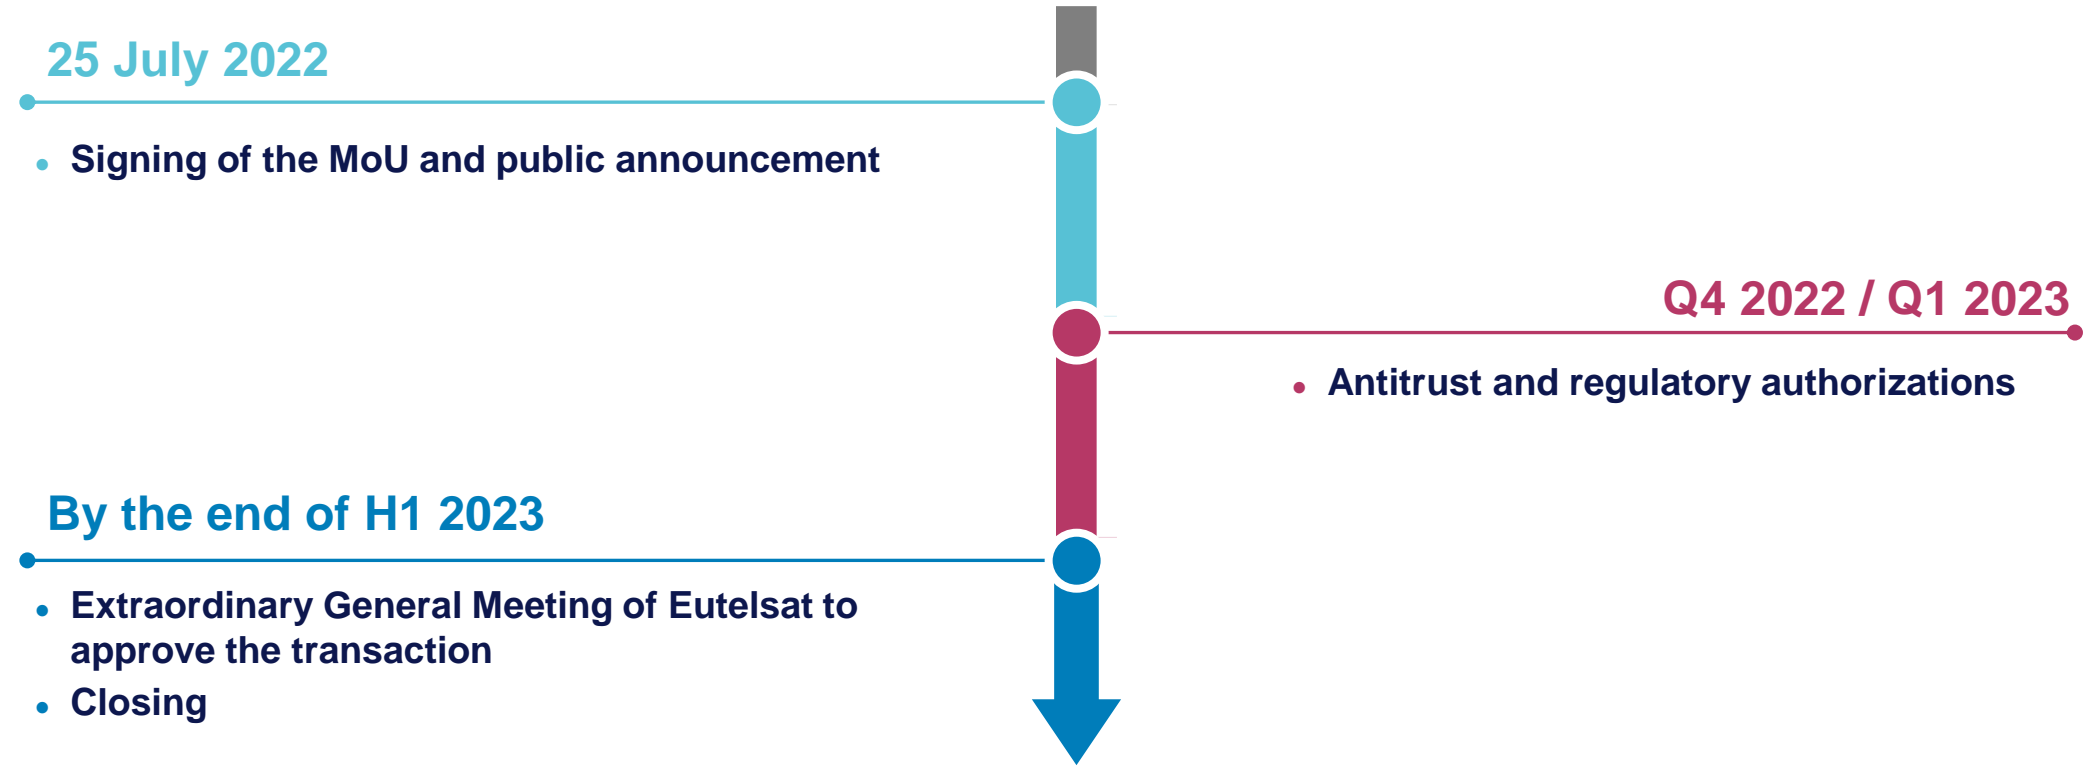 25 July 2022
Signing of the MoU and public announcement
Q4 2022 / Q1 2023
Antitrust and regulatory authorizations
By the end of H1 2023
Extraordinary General Meeting of Eutelsat to
approve the transaction
Closing